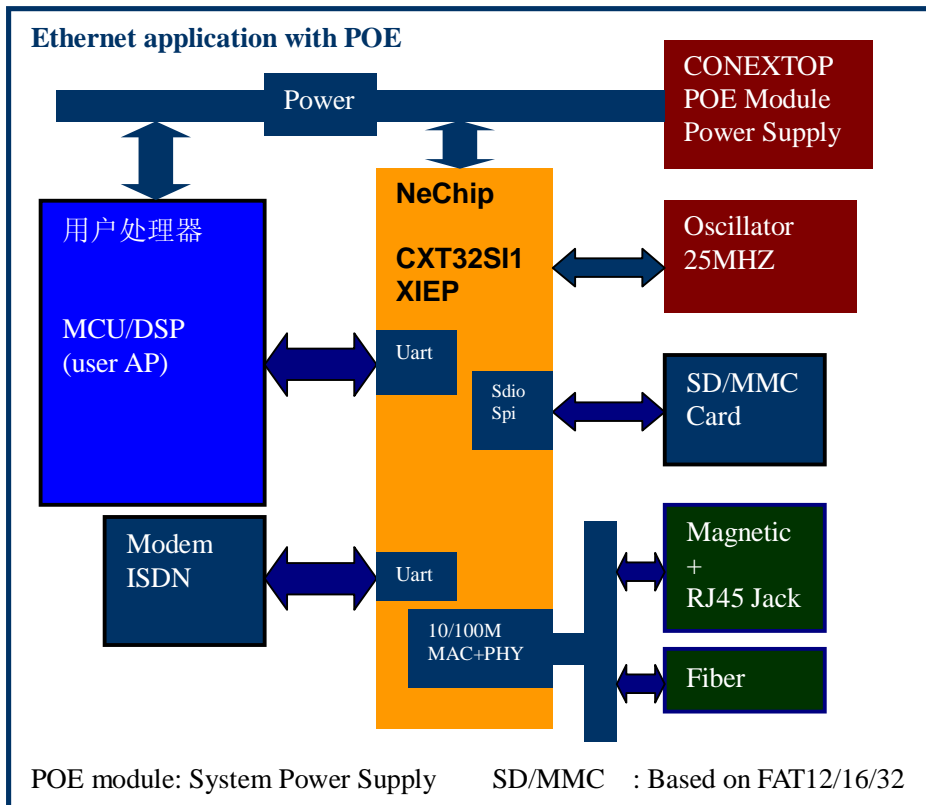 Ethernet application with POE
Power
CONEXTOP
POE Module
Power Supply
NeChip
CXT32SI1
XIEP
用户处理器
MCU/DSP
(user AP)
Oscillator
25MHZ
Uart
Sdio
Spi
SD/MMC
Card
Modem
ISDN
Uart
10/100M
MAC+PHY
Magnetic
+
RJ45 Jack
Fiber
POE module: System Power Supply SD/MMC : Based on FAT12/16/32